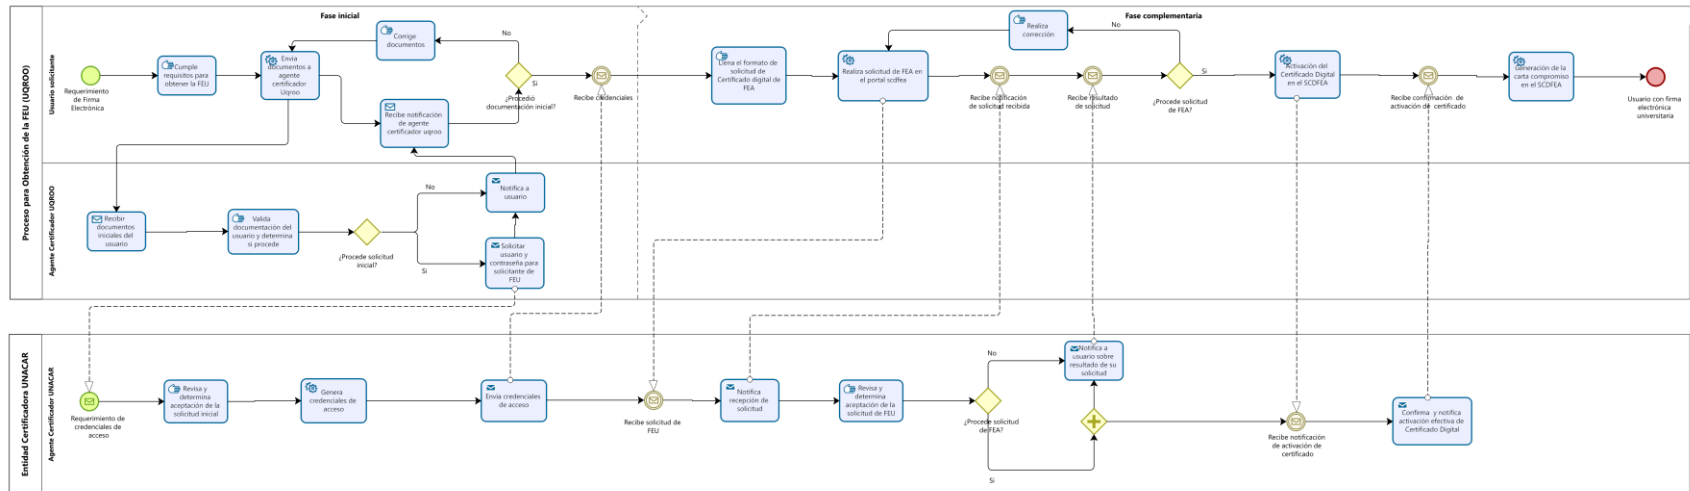 Fase inicial
Fase complementaria
Proceso para Obtención de la FEU (UQROO)
Usuario solicitante
Requerimiento
de Firma
Electrónica
Cumple
requisitos para
obtener la FEU
Envía
documentos a
agente
certificador
Uqroo
Corrige
documentos
No
Si
¿Procedió
documentación inicial?
Recibe notificación
de agente
certificador uqroo
Recibe credenciales
Llena el formato de
solicitud de
Certificado digital de
FEA
Realiza solicitud de FEA en
el portal scdfea
Realiza
corrección
No
Recibe notificación
de solicitud recibida
Recibe resultado
de solicitud
¿Procede solicitud
de FEA?
Si
Activación del
Certificado Digital
en el SCDFEA
Recibe confirmación de
activación de certificado
Generación de la
carta compromiso
en el SCDFEA
Usuario con firma
electrónica
universitaria
Agente Certificador UQROO
Recibir
documentos
iniciales del
usuario
Valida
documentación del
usuario y determina
si procede
¿Procede solicitud
inicial?
No
Si
Notifica a
usuario
Solicitar
usuario y
contraseña para
solicitante de
FEU
Entidad Certificadora UNACAR
Agente Certificador UNACAR
Requerimiento de
credenciales de
acceso
Revisa y
determina
aceptación de la
solicitud inicial
Genera
credenciales de
acceso
Envía credenciales
de acceso
Recibe solicitud de
FEU
Notifica
recepción de
solicitud
Revisa y
determina
aceptación de la
solicitud de FEU
¿Procede solicitud
de FEA?
No
Si
Notifica a
usuario sobre
resultado de su
solicitud
Recibe notificación
de activación de
certificado
Confirma y notifica
activación efectiva de
Certificado Digital